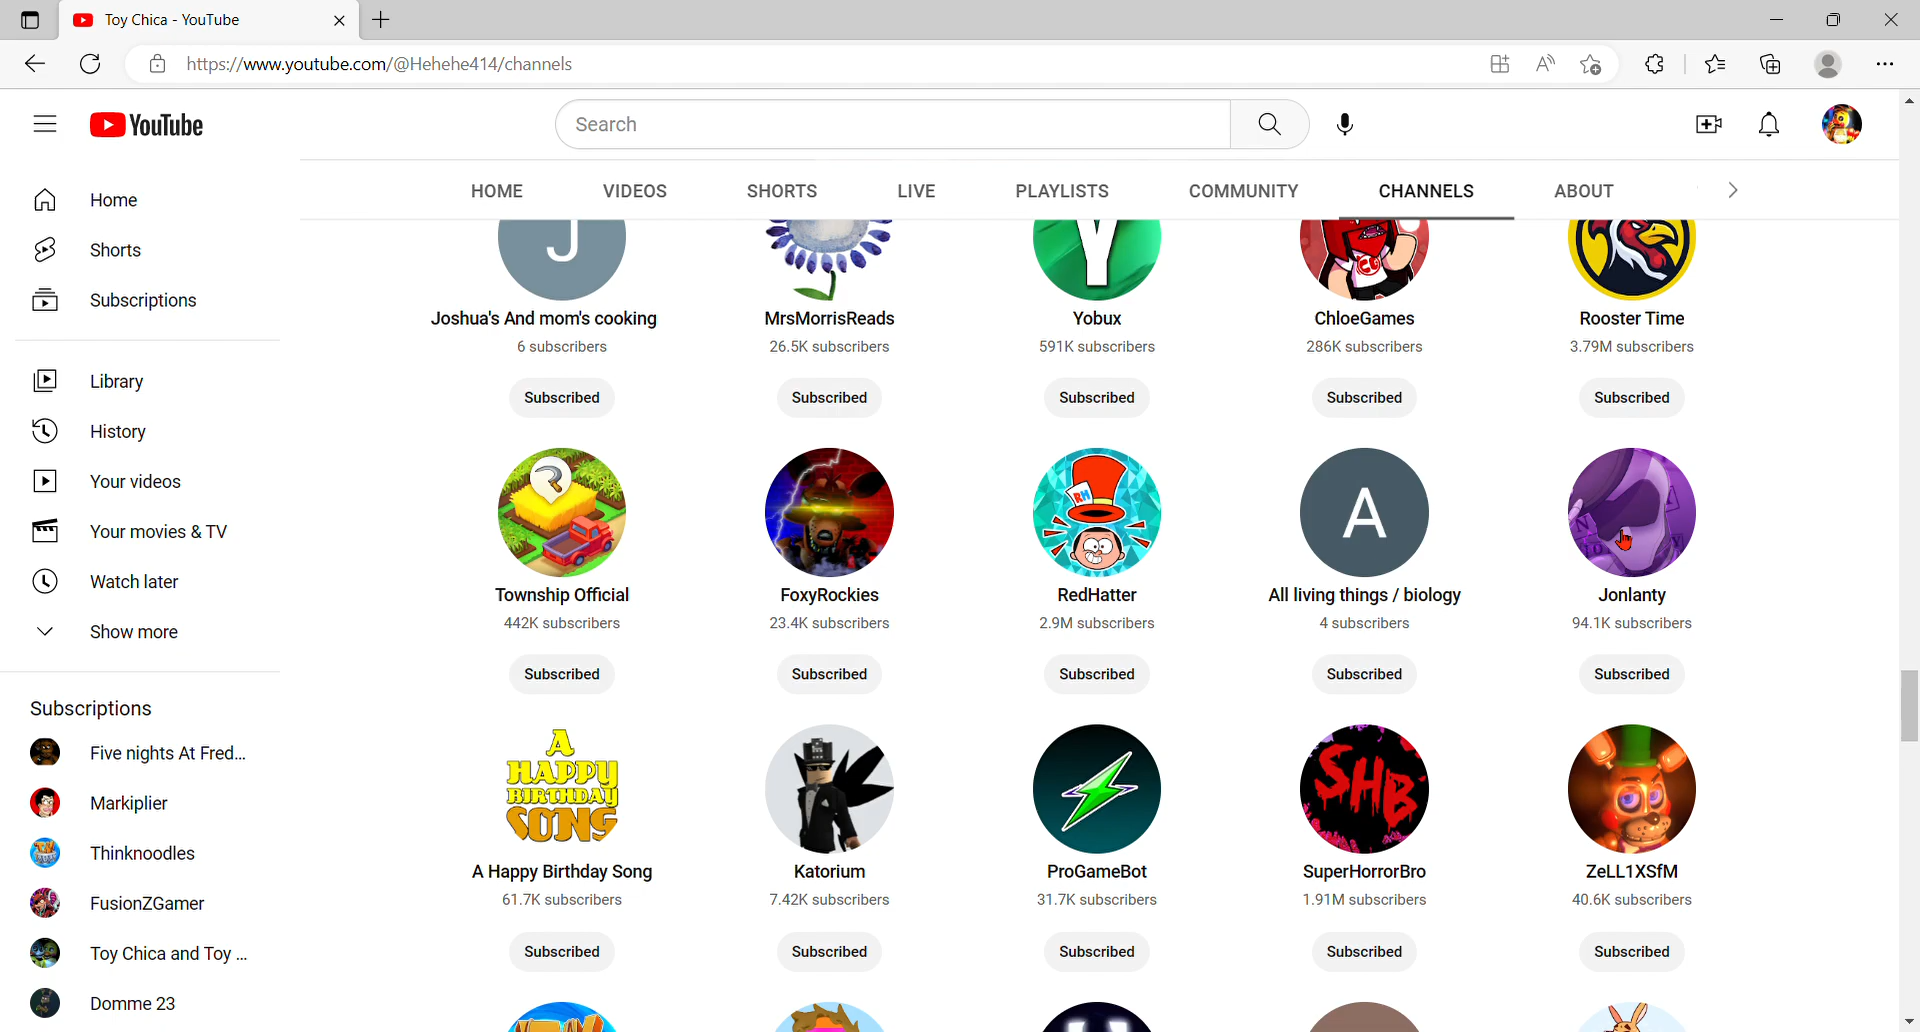 Toy Chica - YouTube
https://www.youtube.com/@Hehehe414/channels
YouTube
Search
HOME VIDEOS SHORTS LIVE PLAYLISTS COMMUNITY CHANNELS ABOUT
Home
Shorts
Subscriptions
Library
History
Your videos
Your movies & TV
Watch later
Show more
Subscriptions
Five nights At Fred...
Markiplier
Thinknoodles
FusionZGamer
Toy Chica and Toy ...
Domme 23
J Y
Joshua's And mom's cooking MrsMorrisReads Yobux ChloeGames Rooster Time
6 subscribers 26.5K subscribers 591K subscribers 286K subscribers 3.79M subscribers
Subscribed Subscribed Subscribed Subscribed Subscribed
RH A
Township Official FoxyRockies RedHatter All living things / biology Jonlanty
442K subscribers 23.4K subscribers 2.9M subscribers 4 subscribers 94.1K subscribers
Subscribed Subscribed Subscribed Subscribed Subscribed
A
HAPPY
BIRTHDAY
SONG
SHB
A Happy Birthday Song Katorium ProGameBot SuperHorrorBro ZeLL1XSfM
61.7K subscribers 7.42K subscribers 31.7K subscribers 1.91M subscribers 40.6K subscribers
Subscribed Subscribed Subscribed Subscribed Subscribed